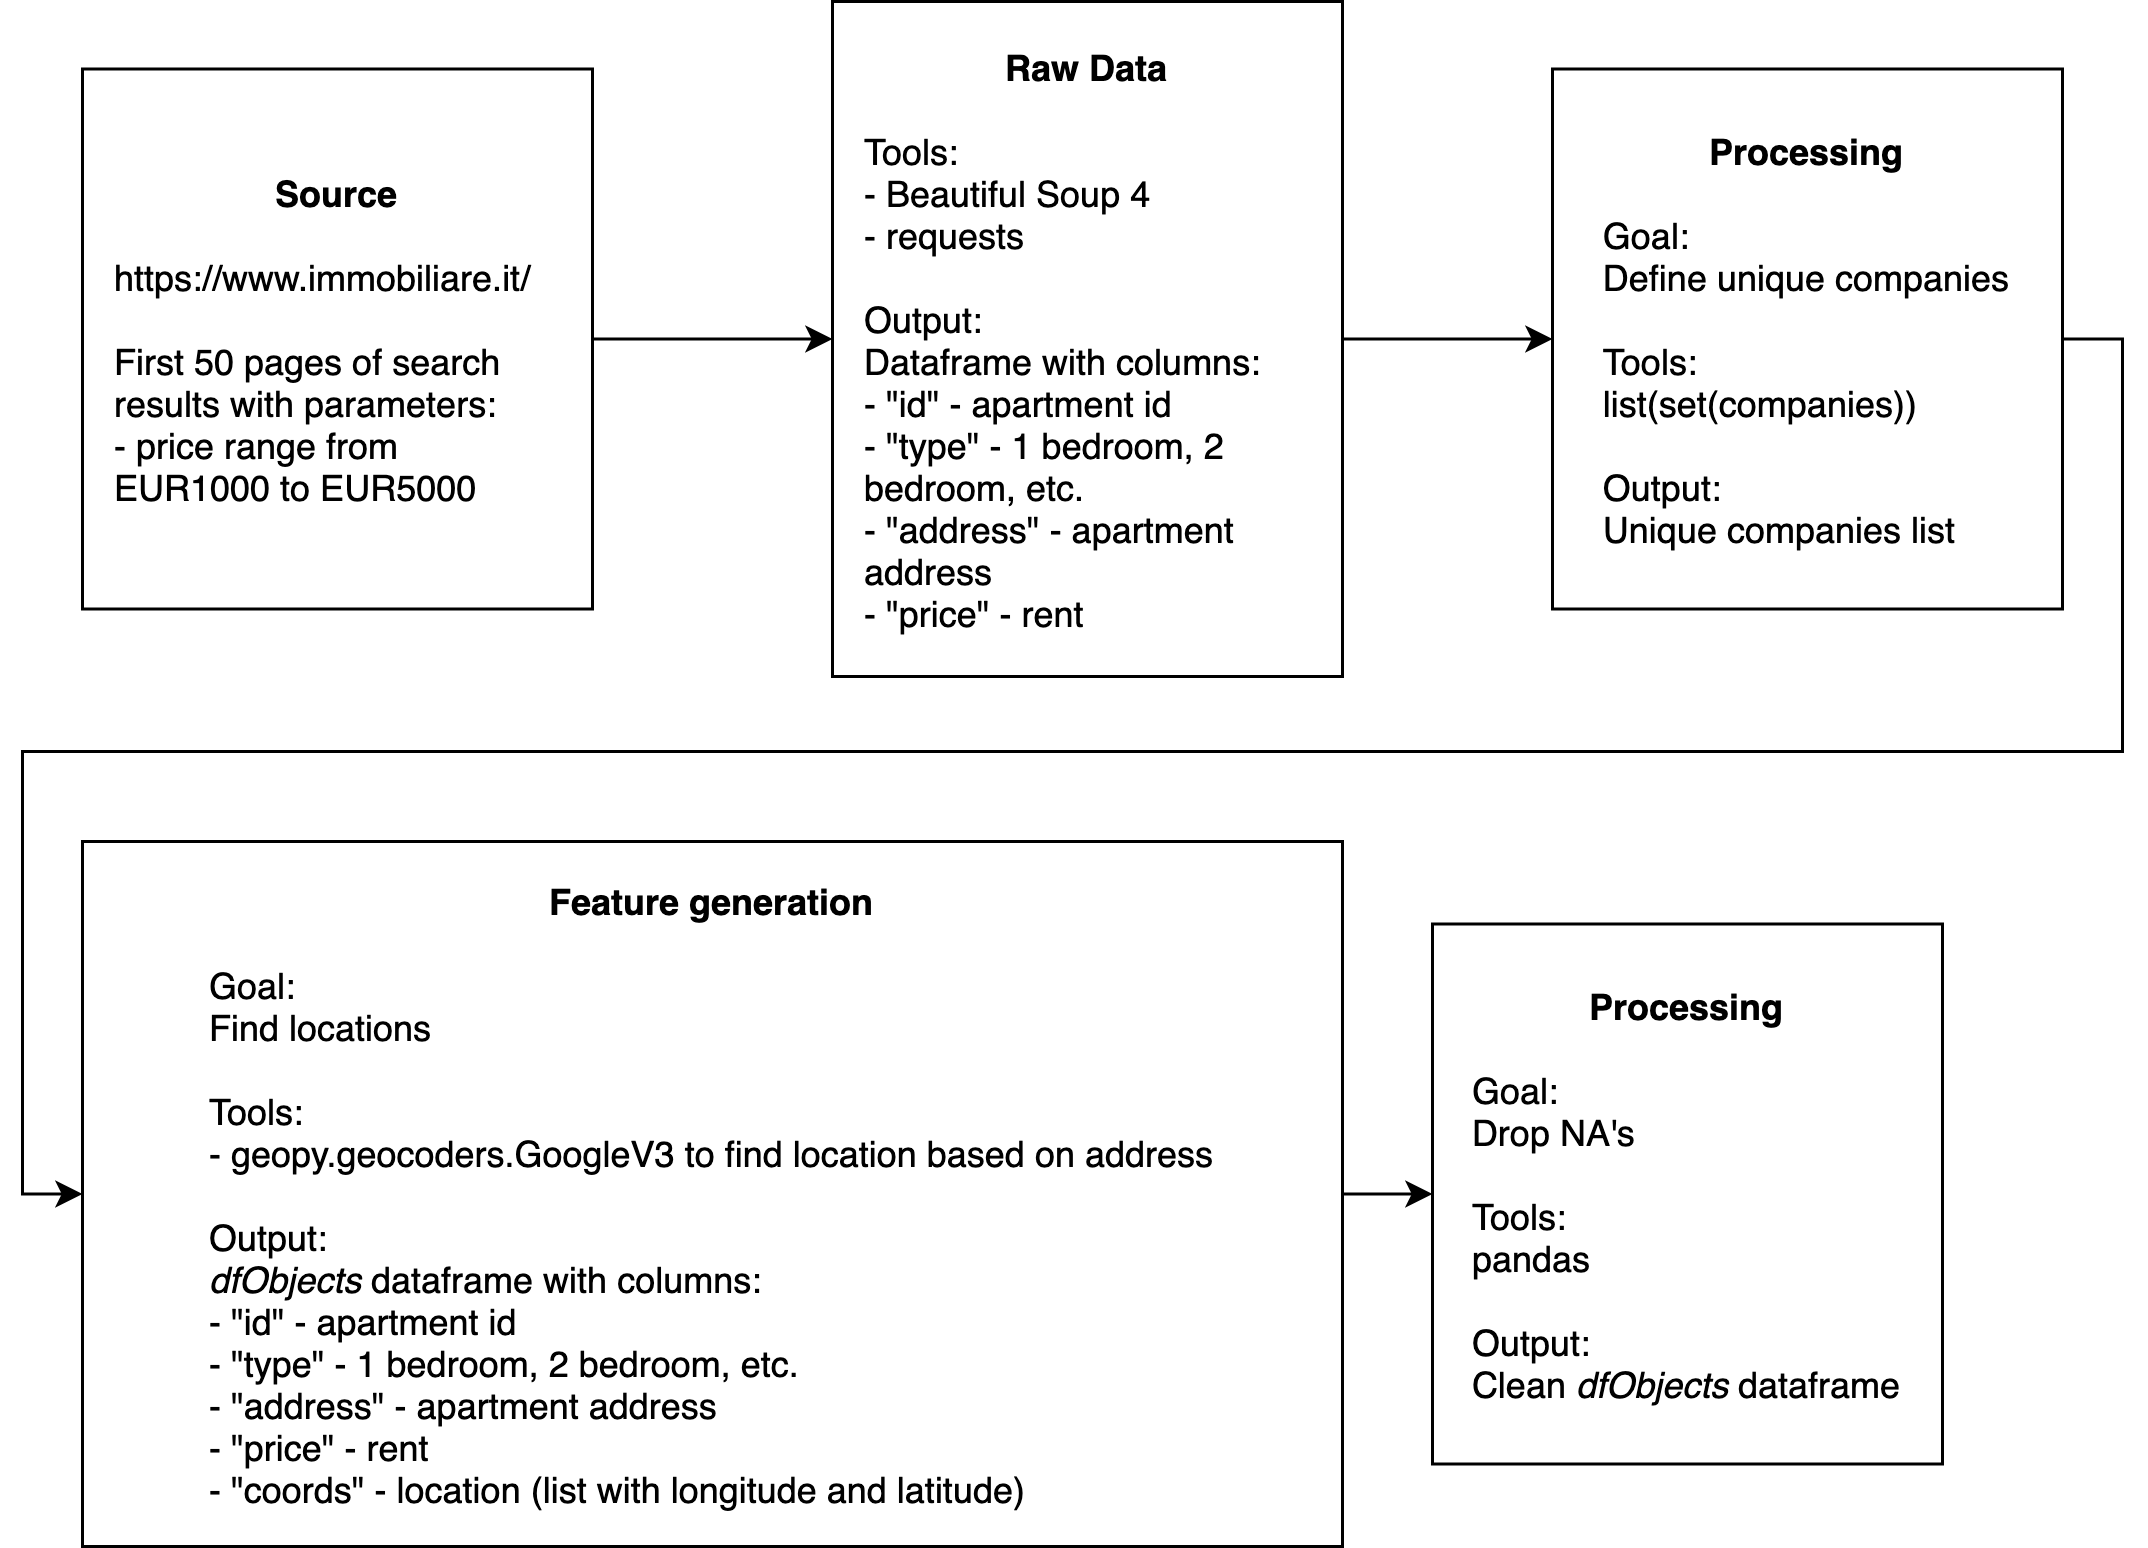 Source
https://www.immobiliare.it/
First 50 pages of search
results with parameters:
- price range from
EUR1000 to EUR5000
Raw Data
Tools:
- Beautiful Soup 4
- requests
Output:
Dataframe with columns:
- "id" - apartment id
- "type" - 1 bedroom, 2
bedroom, etc.
- "address" - apartment
address
- "price" - rent
Processing
Goal:
Define unique companies
Tools:
list(set(companies))
Output:
Unique companies list
Feature generation
Goal:
Find locations
Tools:
- geopy.geocoders.GoogleV3 to find location based on address
Output:
dfObjects dataframe with columns:
- "id" - apartment id
- "type" - 1 bedroom, 2 bedroom, etc.
- "address" - apartment address
- "price" - rent
- "coords" - location (list with longitude and latitude)
Processing
Goal:
Drop NA's
Tools:
pandas
Output:
Clean dfObjects dataframe